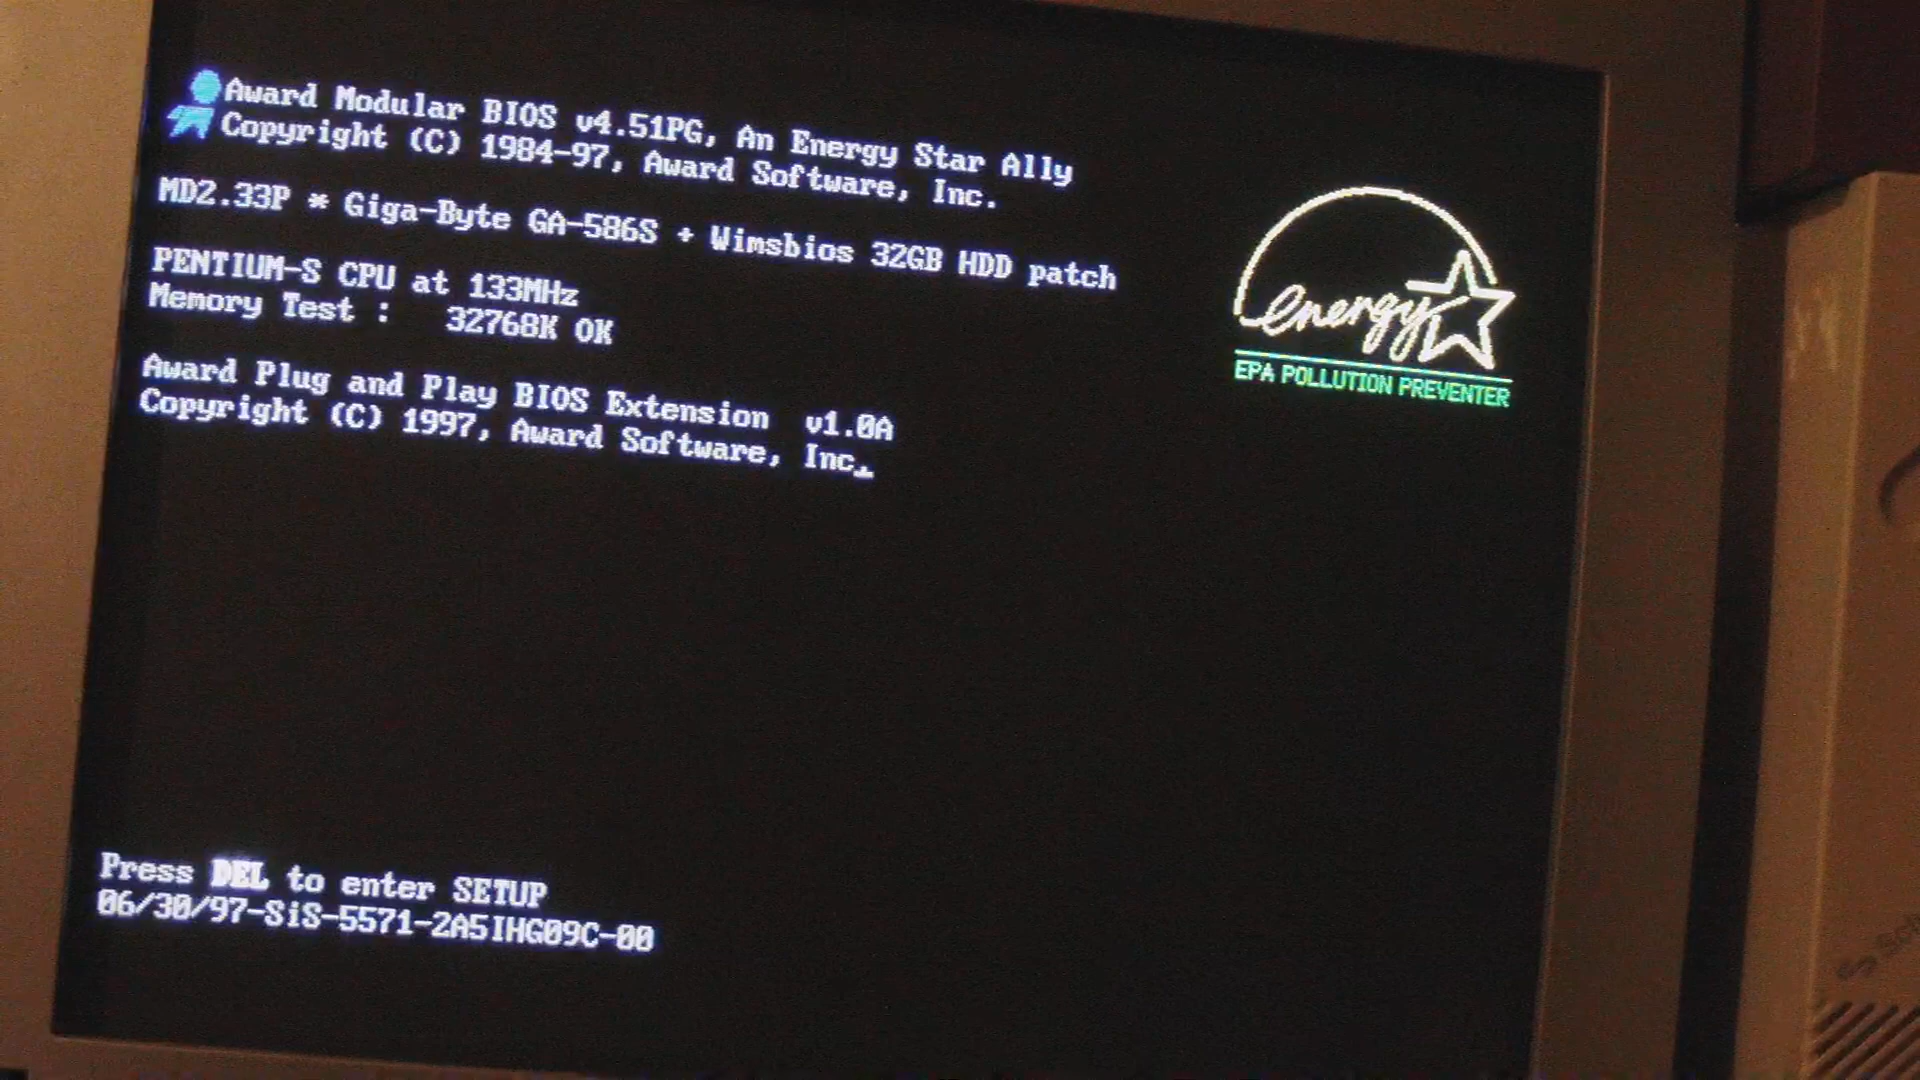 Award Modular BIOS v4.51PG, An Energy Star Ally
Copyright (C) 1984-97, Award Software, Inc.
MD2.33P * Giga-Byte GA-586S + Wimsbios 32GB HDD patch
PENTIUM-S CPU at 133MHz
Memory Test : 32768K OK
Award Plug and Play BIOS Extension v1.0A
Copyright (C) 1997, Award Software, Inc.
energy
EPA POLLUTION PREVENTER
Press DEL to enter SETUP
06/30/97-SiS-5571-2A5IHG09C-00